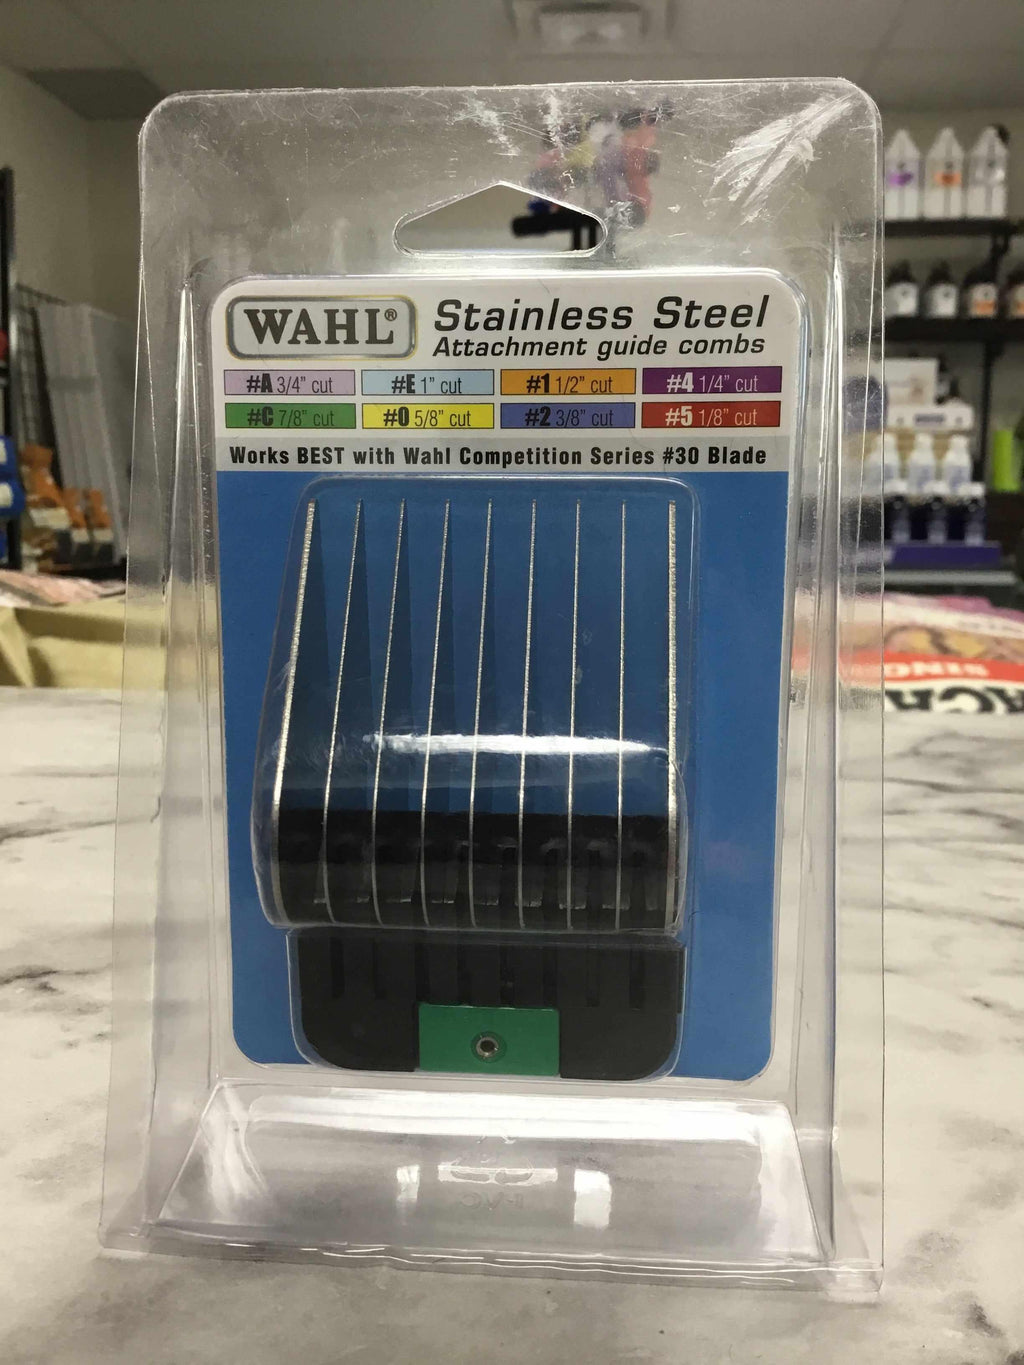 WAHL®
Stainless Steel
Attachment guide combs
#A 3/4" cut #E 1" cut #1 1/2" cut #4 1/4" cut
#C 7/8" cut #0 5/8" cut #2 3/8" cut #5 1/8" cut
Works BEST with Wahl Competition Series #30 Blade